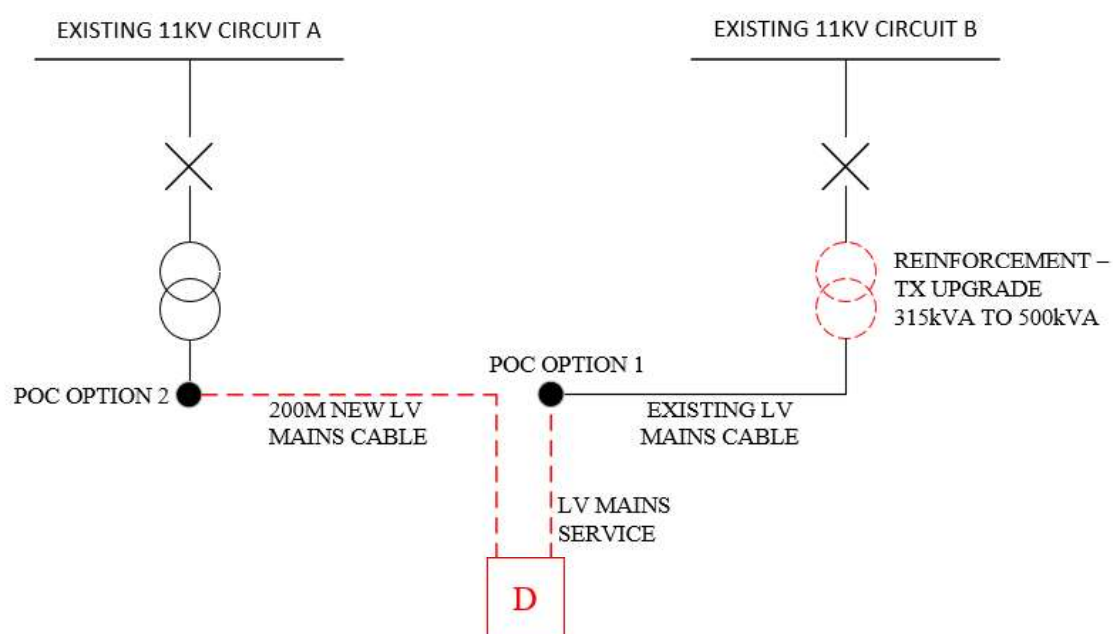 EXISTING 11KV CIRCUIT A
EXISTING 11KV CIRCUIT B
REINFORCEMENT –
TX UPGRADE
315kVA TO 500kVA
POC OPTION 1
POC OPTION 2
200M NEW LV
MAINS CABLE
EXISTING LV
MAINS CABLE
LV MAINS
SERVICE
D